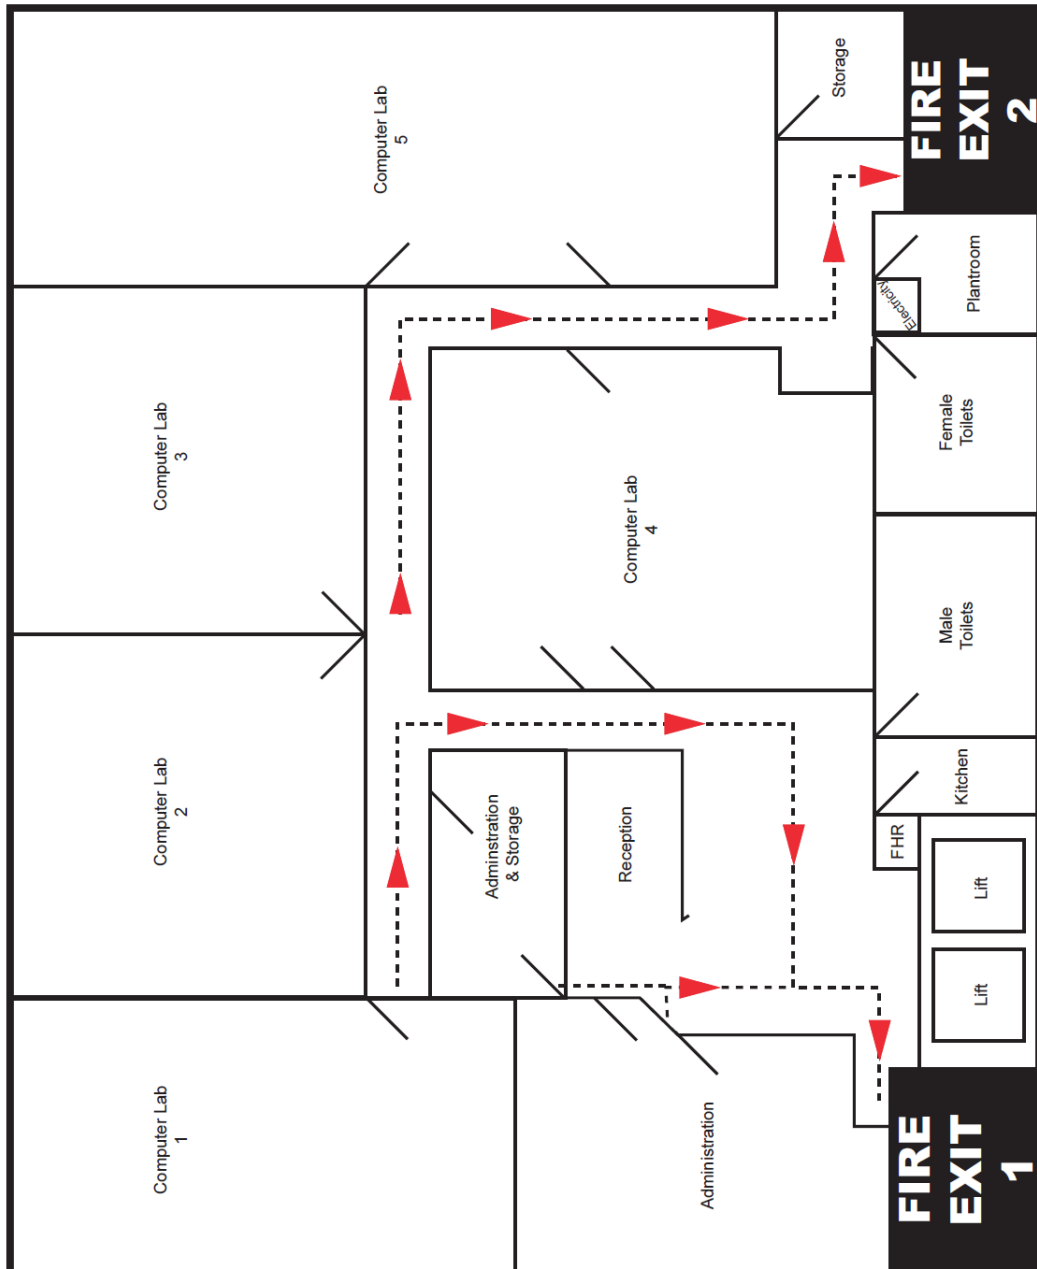 Computer Lab
1
Computer Lab
2
Computer Lab
3
Computer Lab
5
Adminstration
& Storage
Reception
Computer Lab
4
Administration
Storage
FIRE
EXIT
1
FHR
Lift
Lift
Kitchen
Male
Toilets
Female
Toilets
Electricity
Plantroom
FIRE
EXIT
2